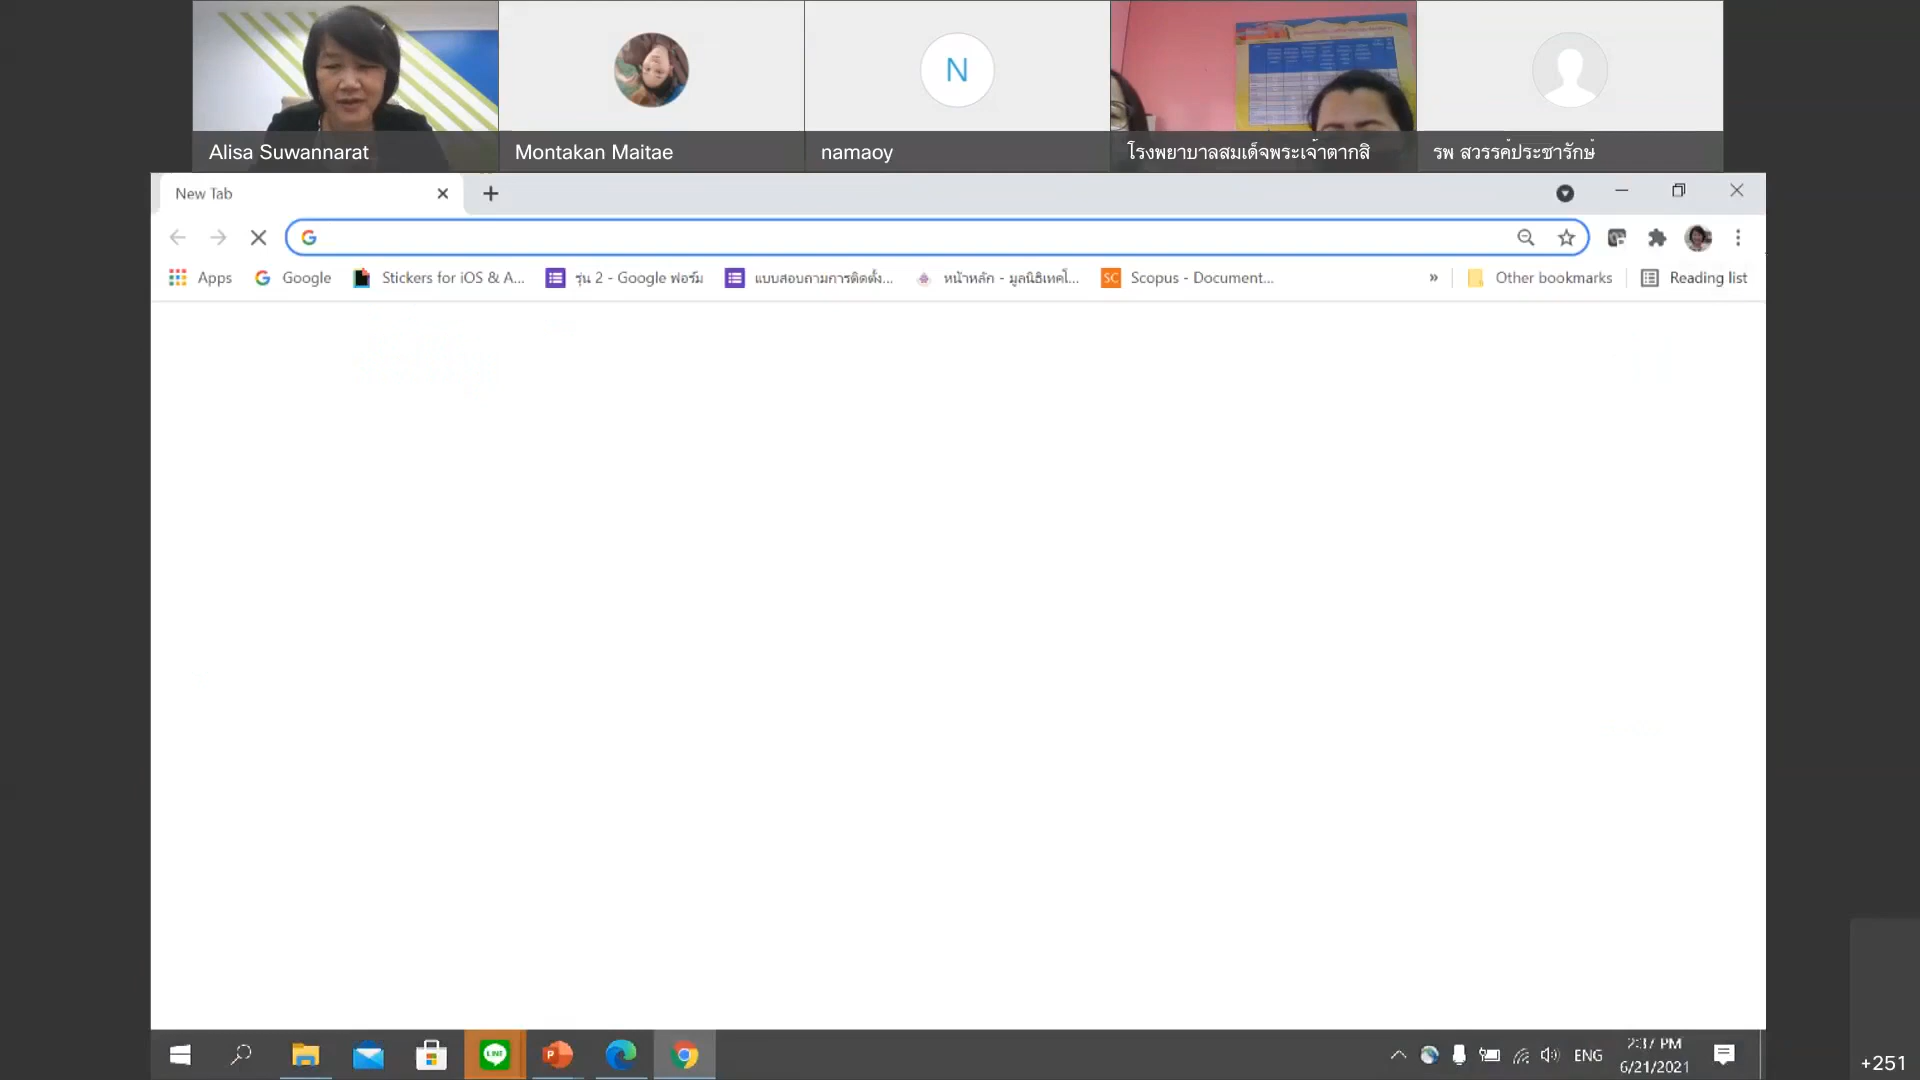 Alisa Suwannarat
Montakan Maitae
N
namaoy
โรงพยาบาลสมเด็จพระเจ้าตากสิ
รพ สวรรค์ประชารักษ์
New Tab
Apps
Google
Stickers for iOS & A...
รุ่น 2 - Google ฟอร์ม
แบบสอบถามการติดตั้ง...
หน้าหลัก - มูลนิธิเทคโ...
SC
Scopus - Document...
»
Other bookmarks
Reading list
LINE
P
ENG
2:37 PM
6/21/2021
+251